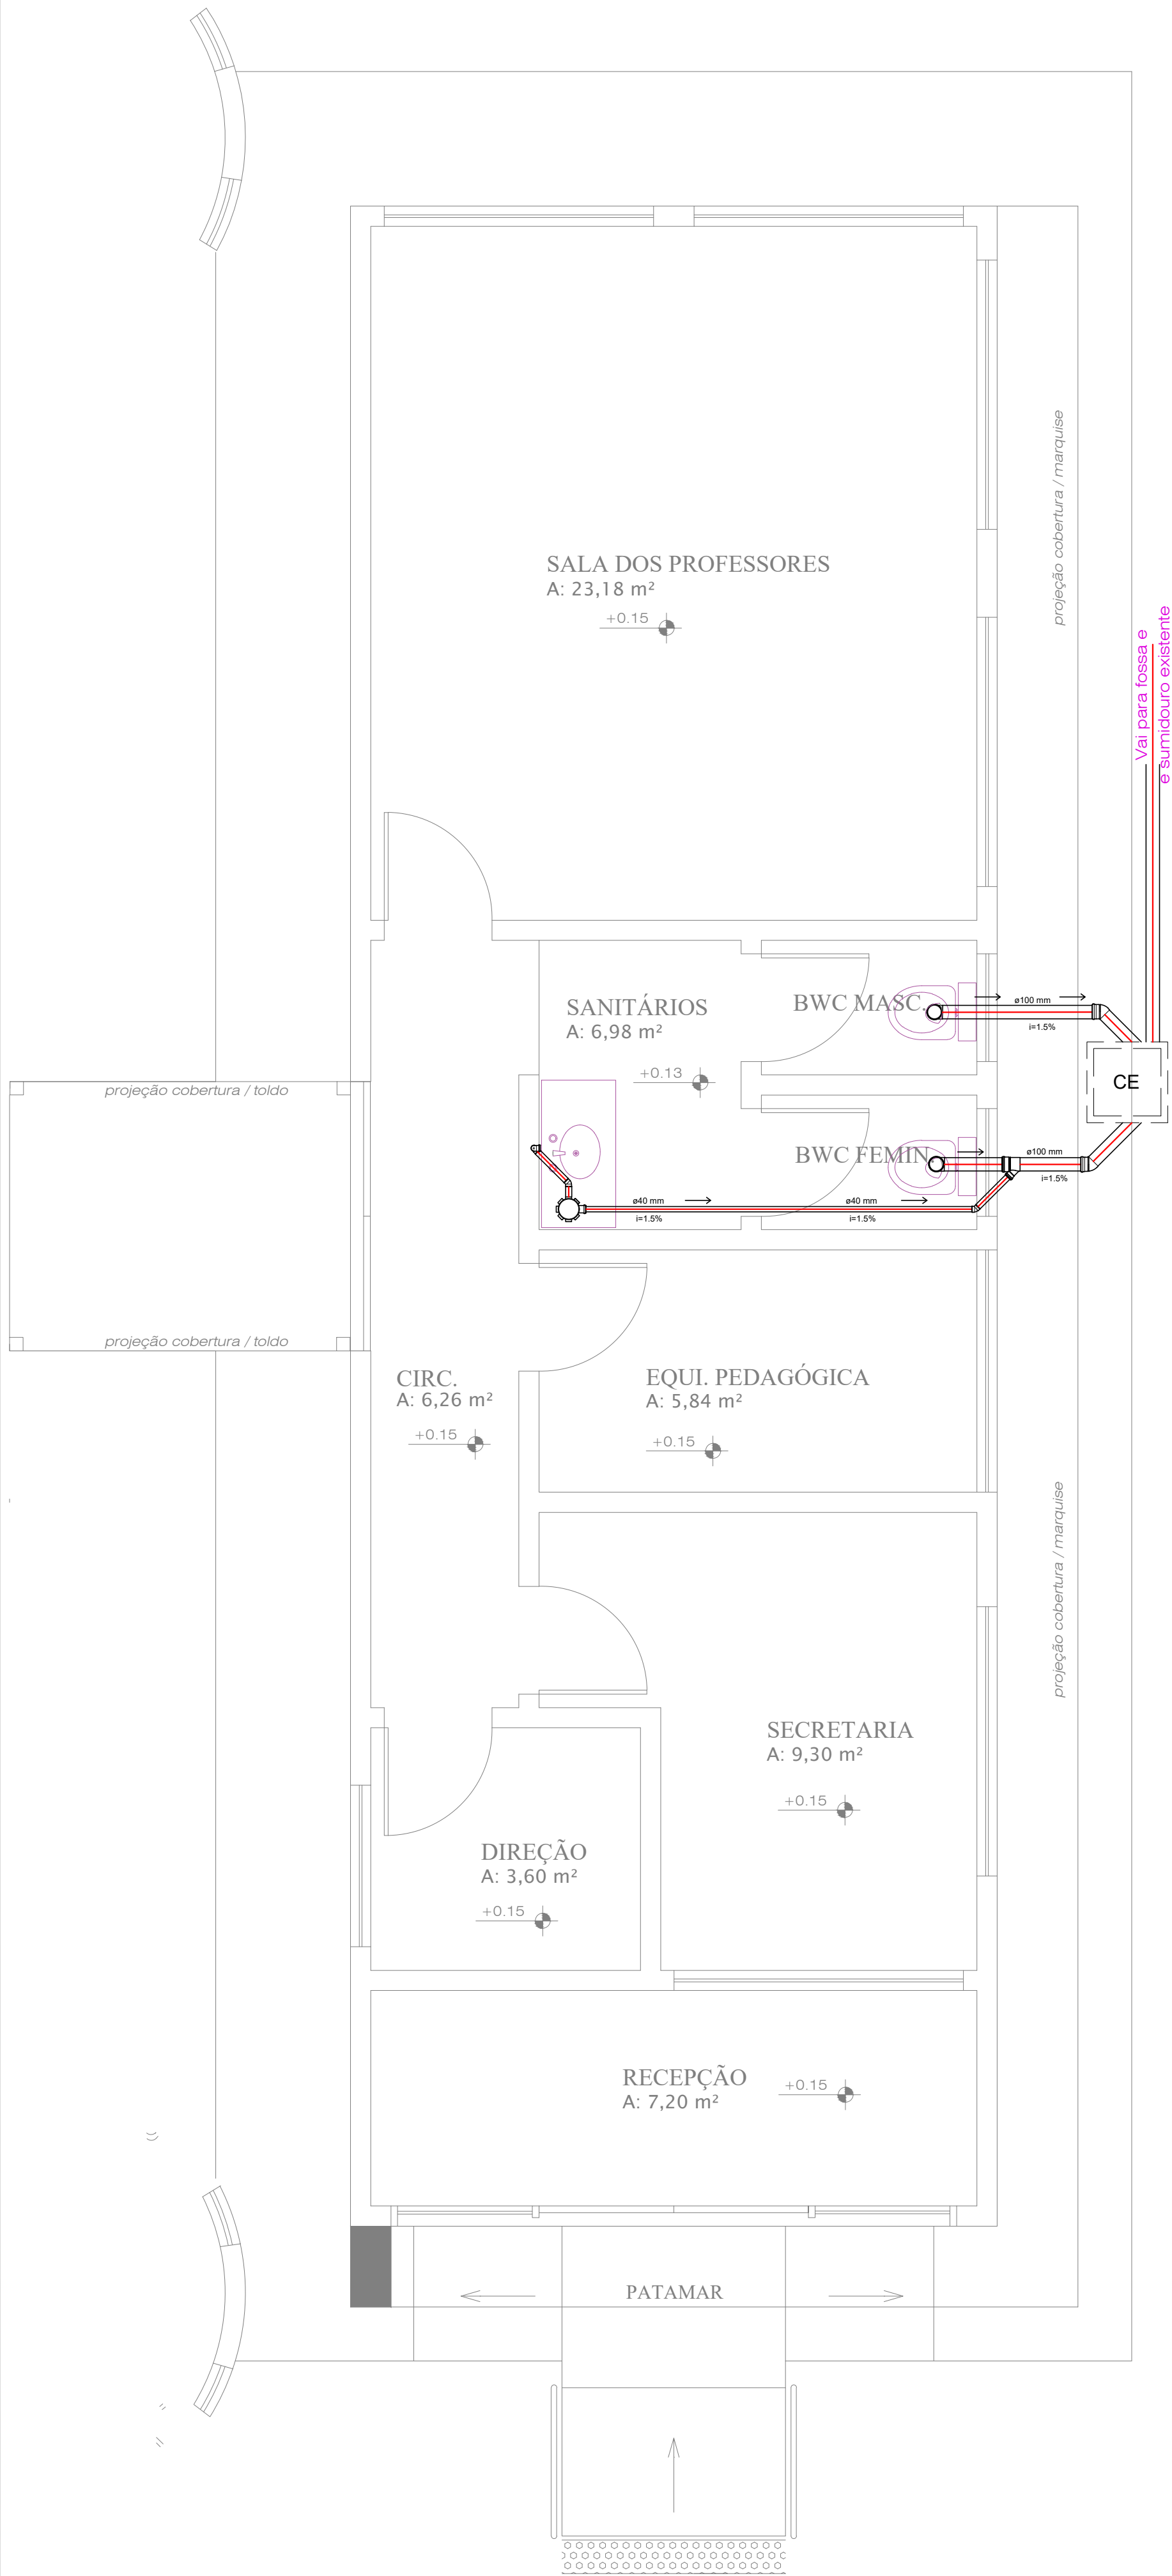 projeção cobertura / marquise
SALA DOS PROFESSORES
A: 23,18 m²
+0.15
Vai para fossa e
e sumidouro existente
SANITÁRIOS
A: 6,98 m²
+0.13
BWC MASC.
ø100 mm
i=1.5%
CE
projeção cobertura / toldo
BWC FEMIN.
ø100 mm
i=1.5%
ø40 mm
i=1.5%
ø40 mm
i=1.5%
projeção cobertura / toldo
CIRC.
A: 6,26 m²
+0.15
EQUI. PEDAGÓGICA
A: 5,84 m²
+0.15
projeção cobertura / marquise
SECRETARIA
A: 9,30 m²
+0.15
DIREÇÃO
A: 3,60 m²
+0.15
RECEPÇÃO
A: 7,20 m²
+0.15
PATAMAR